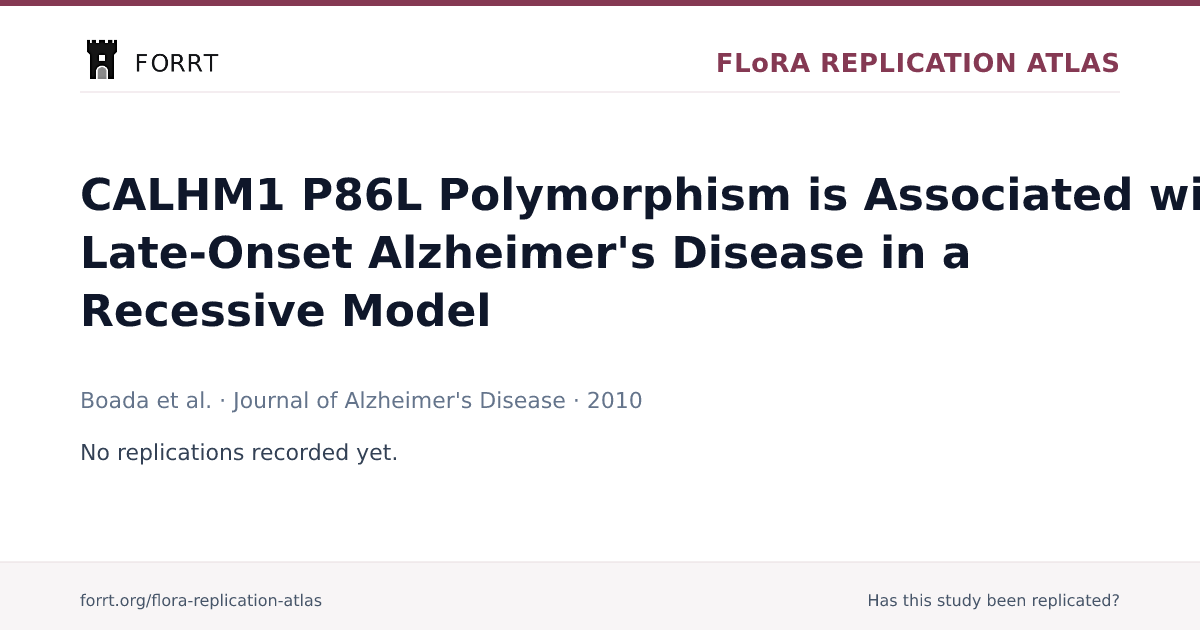 FORRT
FLoRA REPLICATION ATLAS
CALHM1 P86L Polymorphism is Associated wi
Late-Onset Alzheimer's Disease in a
Recessive Model
Boada et al. · Journal of Alzheimer's Disease · 2010
No replications recorded yet.
forrt.org/flora-replication-atlas
Has this study been replicated?